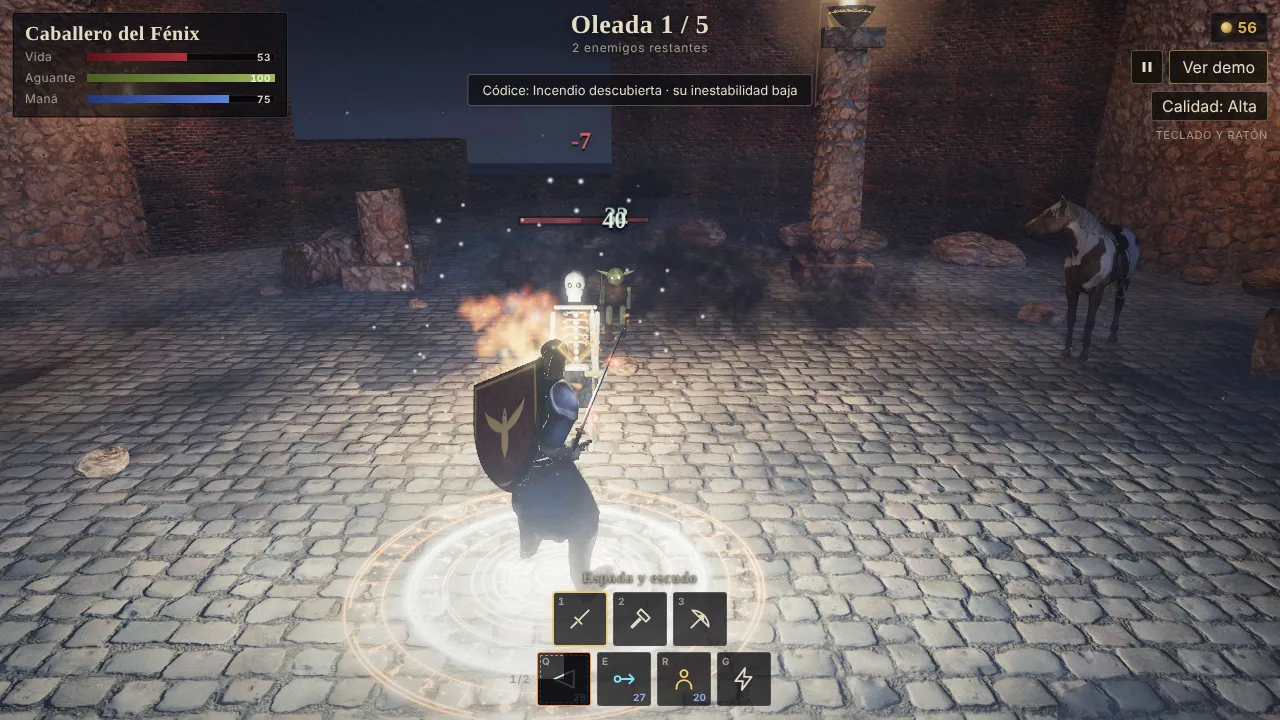 Caballero del Fénix
Vida 53
Aguante 100
Maná 75
Oleada 1 / 5
2 enemigos restantes
Códice: Incendio descubierta · su inestabilidad baja
56
Ver demo
Calidad: Alta
TECLADO Y RATÓN
-7
Espada y escudo
1 2 3
1/2
Q E R G
28 27 20